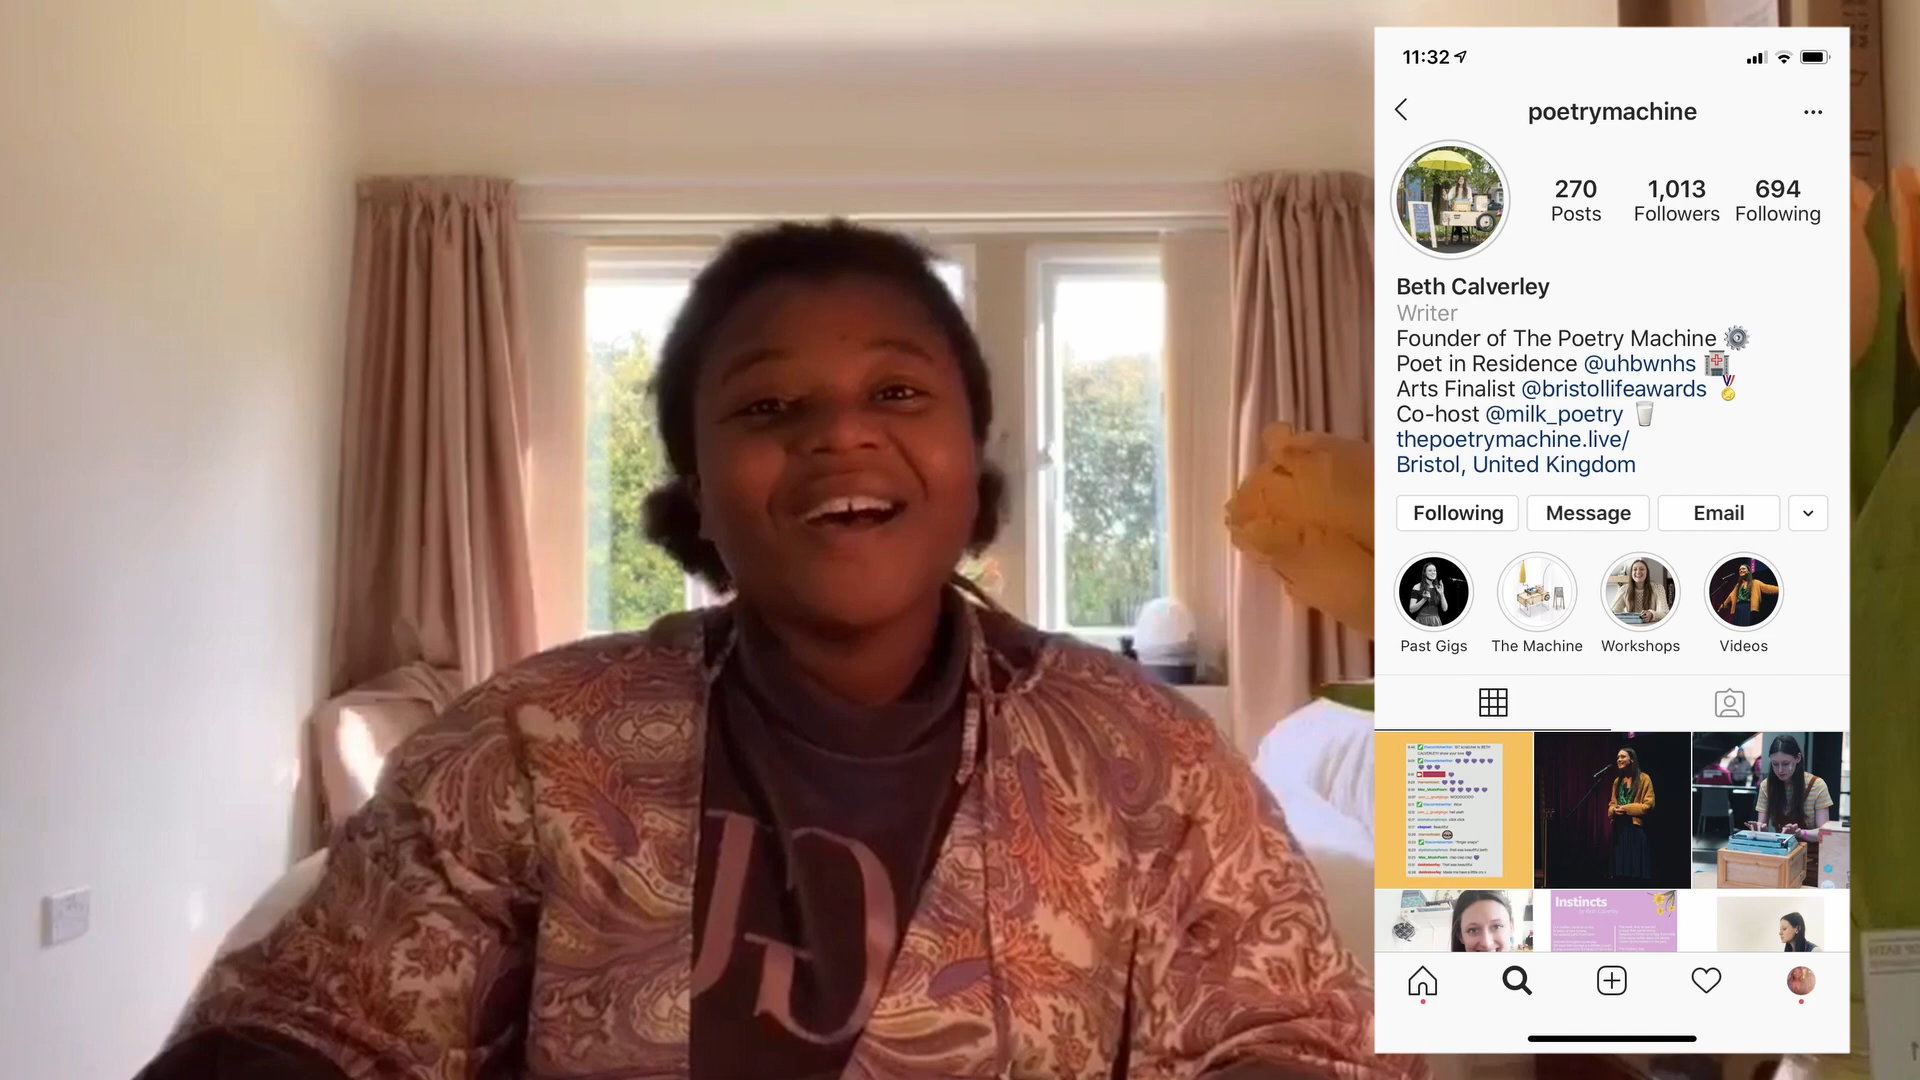 11:32
poetrymachine
270
Posts
1,013
Followers
694
Following
Beth Calverley
Writer
Founder of The Poetry Machine
Poet in Residence @uhbwnhs
Arts Finalist @bristollifeawards
Co-host @milk_poetry
thepoetrymachine.live/
Bristol, United Kingdom
Following
Message
Email
Past Gigs
The Machine
Workshops
Videos
Instincts